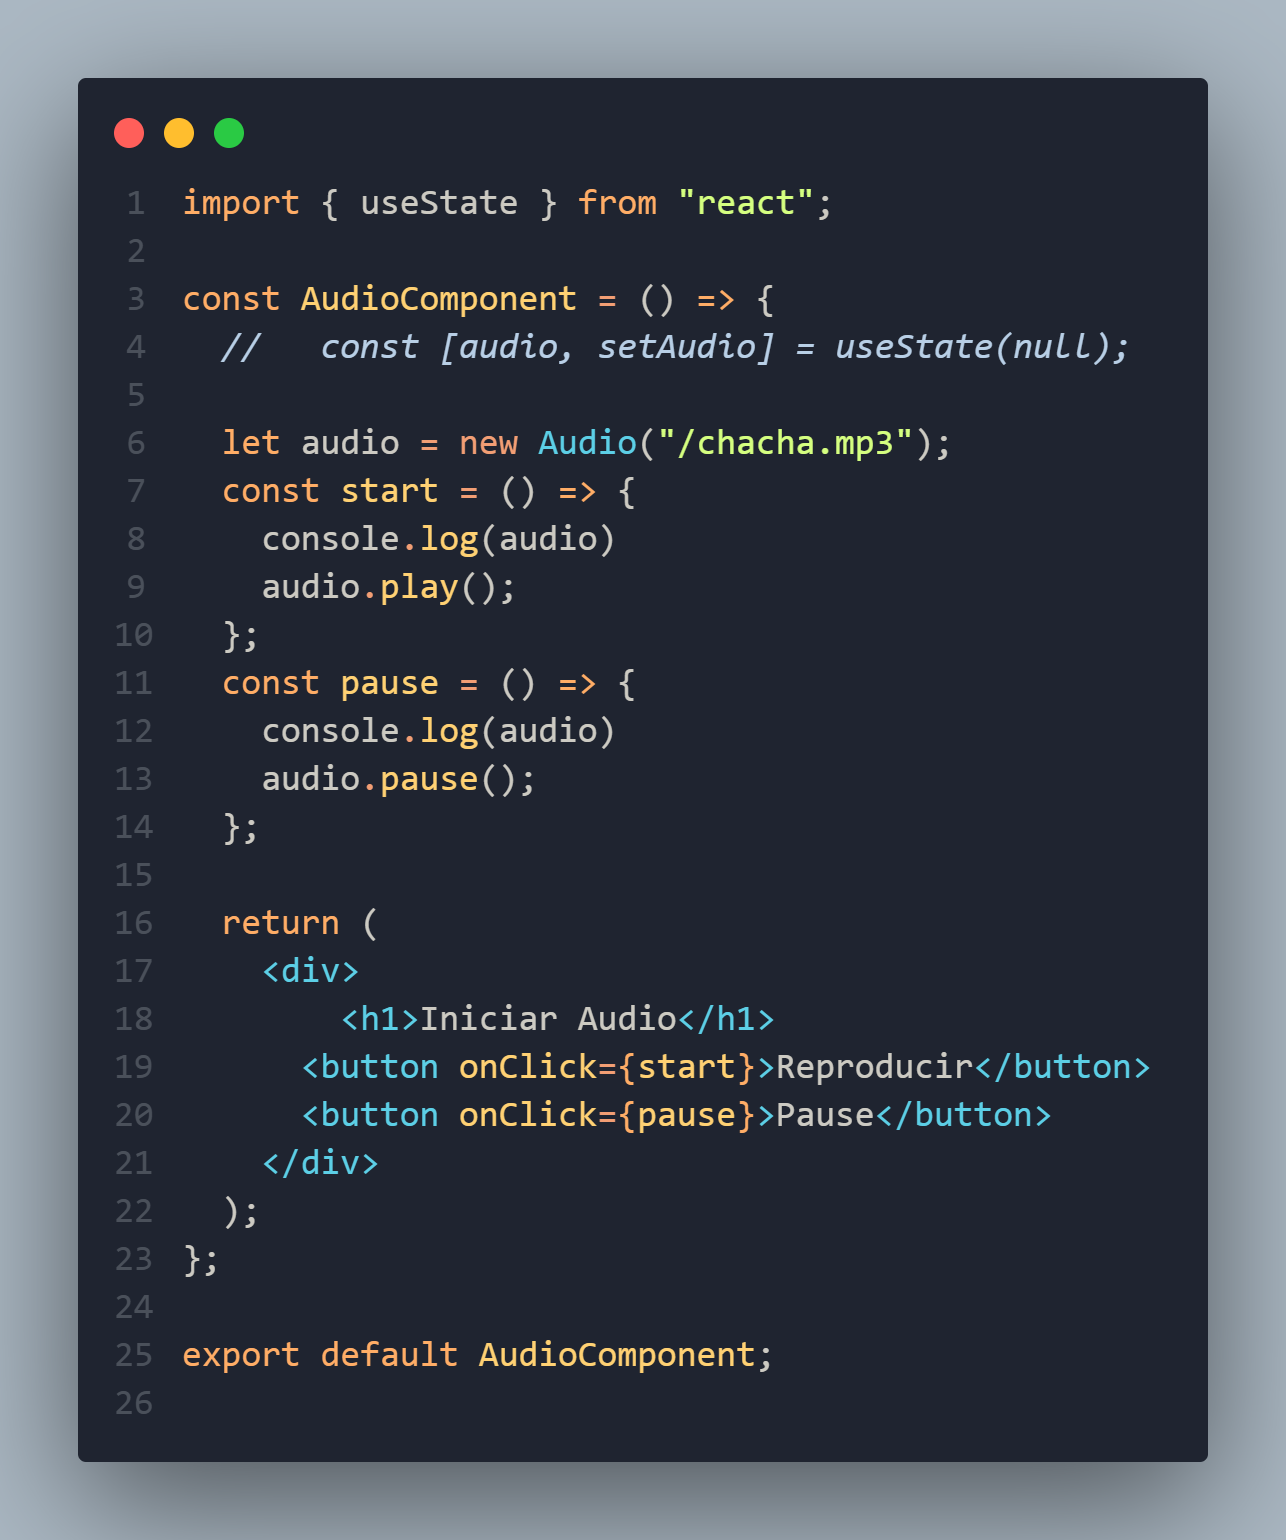 1 import { useState } from "react";
2
3 const AudioComponent = () => {
4   //   const [audio, setAudio] = useState(null);
5
6   let audio = new Audio("/chacha.mp3");
7   const start = () => {
8     console.log(audio)
9     audio.play();
10   };
11   const pause = () => {
12     console.log(audio)
13     audio.pause();
14   };
15
16   return (
17     <div>
18         <h1>Iniciar Audio</h1>
19       <button onClick={start}>Reproducir</button>
20       <button onClick={pause}>Pause</button>
21     </div>
22   );
23 };
24
25 export default AudioComponent;
26